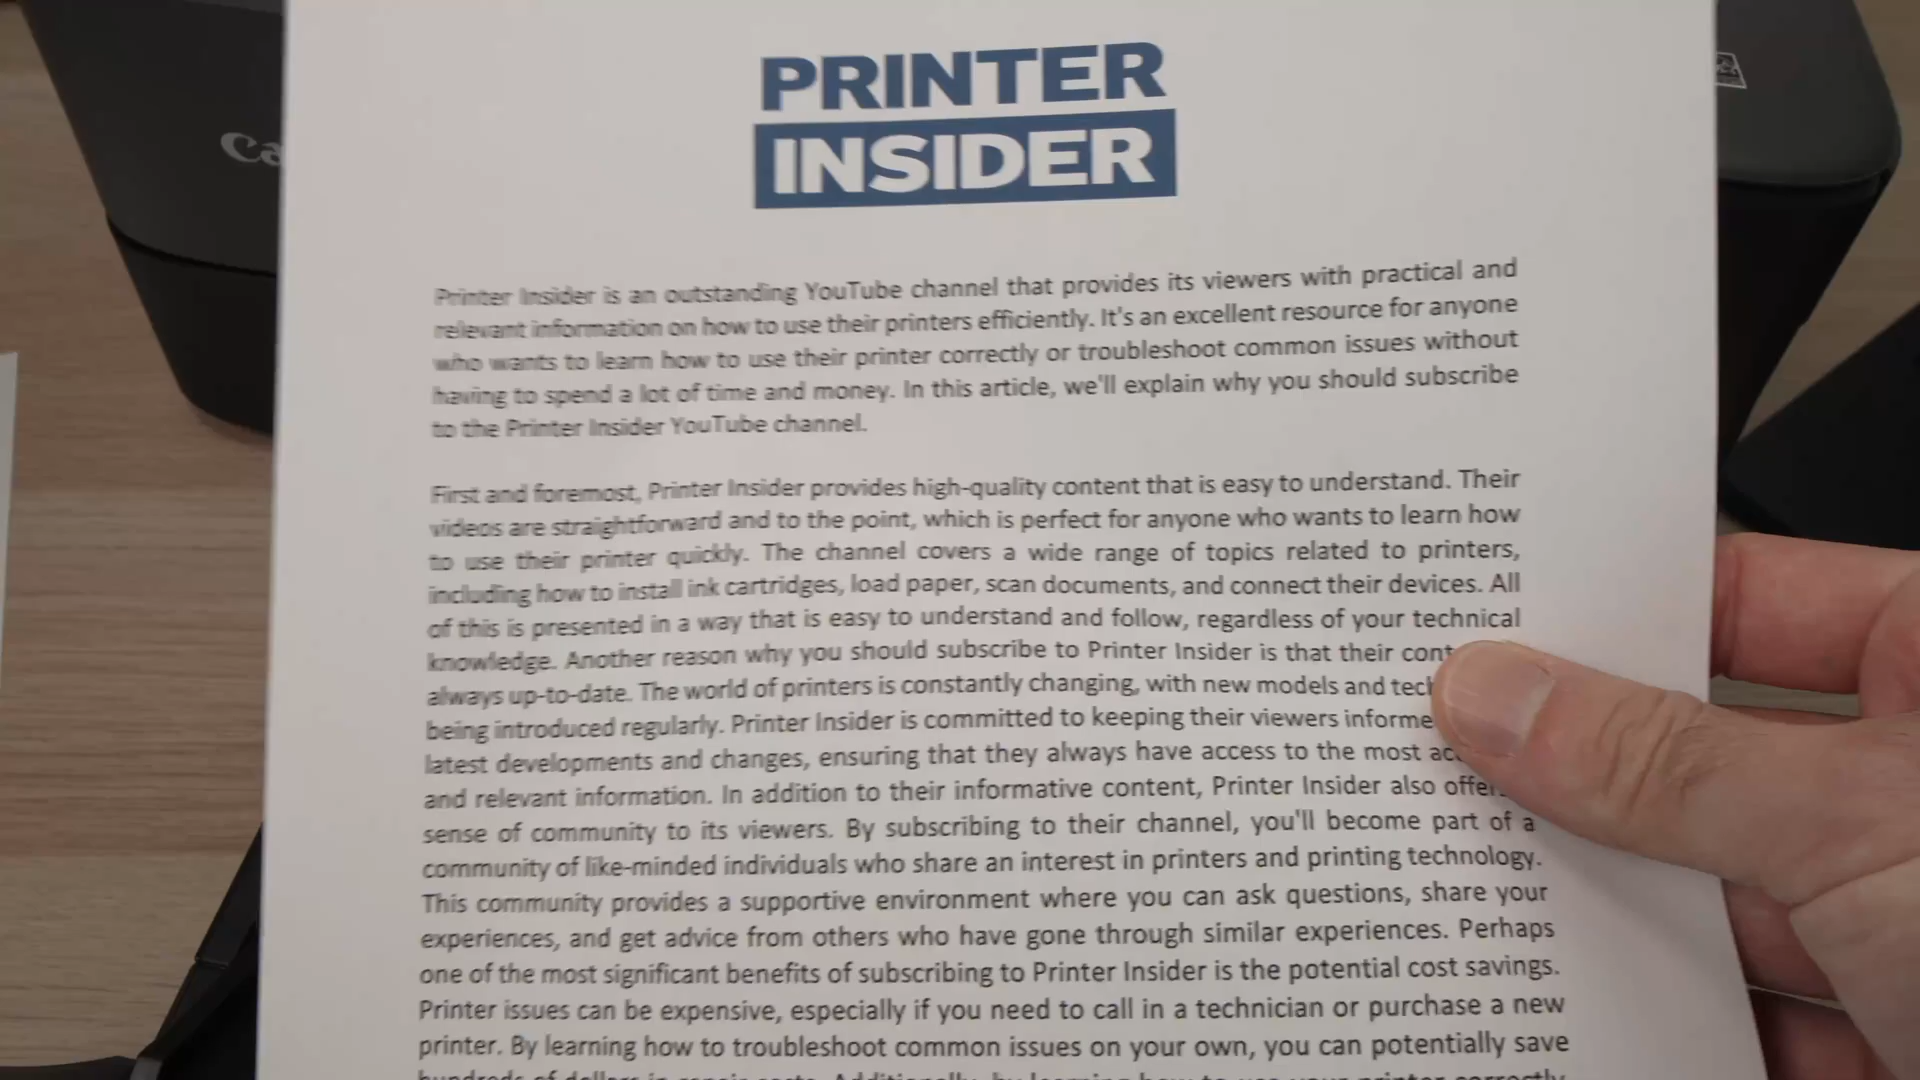 PRINTER
INSIDER
Ca
Printer Insider is an outstanding YouTube channel that provides its viewers with practical and
relevant information on how to use their printers efficiently. It's an excellent resource for anyone
who wants to learn how to use their printer correctly or troubleshoot common issues without
having to spend a lot of time and money. In this article, we'll explain why you should subscribe
to the Printer Insider YouTube channel.
First and foremost, Printer Insider provides high-quality content that is easy to understand. Their
videos are straightforward and to the point, which is perfect for anyone who wants to learn how
to use their printer quickly. The channel covers a wide range of topics related to printers,
including how to install ink cartridges, load paper, scan documents, and connect their devices. All
of this is presented in a way that is easy to understand and follow, regardless of your technical
knowledge. Another reason why you should subscribe to Printer Insider is that their cont
always up-to-date. The world of printers is constantly changing, with new models and tech
being introduced regularly. Printer Insider is committed to keeping their viewers informe
latest developments and changes, ensuring that they always have access to the most ac
and relevant information. In addition to their informative content, Printer Insider also offer
sense of community to its viewers. By subscribing to their channel, you'll become part of a
community of like-minded individuals who share an interest in printers and printing technology.
This community provides a supportive environment where you can ask questions, share your
experiences, and get advice from others who have gone through similar experiences. Perhaps
one of the most significant benefits of subscribing to Printer Insider is the potential cost savings.
Printer issues can be expensive, especially if you need to call in a technician or purchase a new
printer. By learning how to troubleshoot common issues on your own, you can potentially save